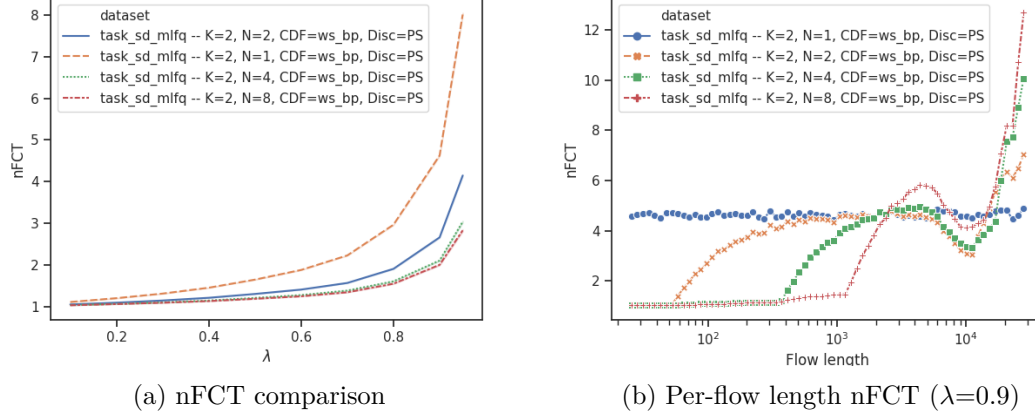 8
7
6
5
4
3
2
1
nFCT
dataset
task_sd_mlfq -- K=2, N=2, CDF=ws_bp, Disc=PS
task_sd_mlfq -- K=2, N=1, CDF=ws_bp, Disc=PS
task_sd_mlfq -- K=2, N=4, CDF=ws_bp, Disc=PS
task_sd_mlfq -- K=2, N=8, CDF=ws_bp, Disc=PS
0.2 0.4 0.6 0.8
λ
(a) nFCT comparison
12
10
8
6
4
2
nFCT
dataset
task_sd_mlfq -- K=2, N=1, CDF=ws_bp, Disc=PS
task_sd_mlfq -- K=2, N=2, CDF=ws_bp, Disc=PS
task_sd_mlfq -- K=2, N=4, CDF=ws_bp, Disc=PS
task_sd_mlfq -- K=2, N=8, CDF=ws_bp, Disc=PS
10² 10³ 10⁴
Flow length
(b) Per-flow length nFCT (λ=0.9)